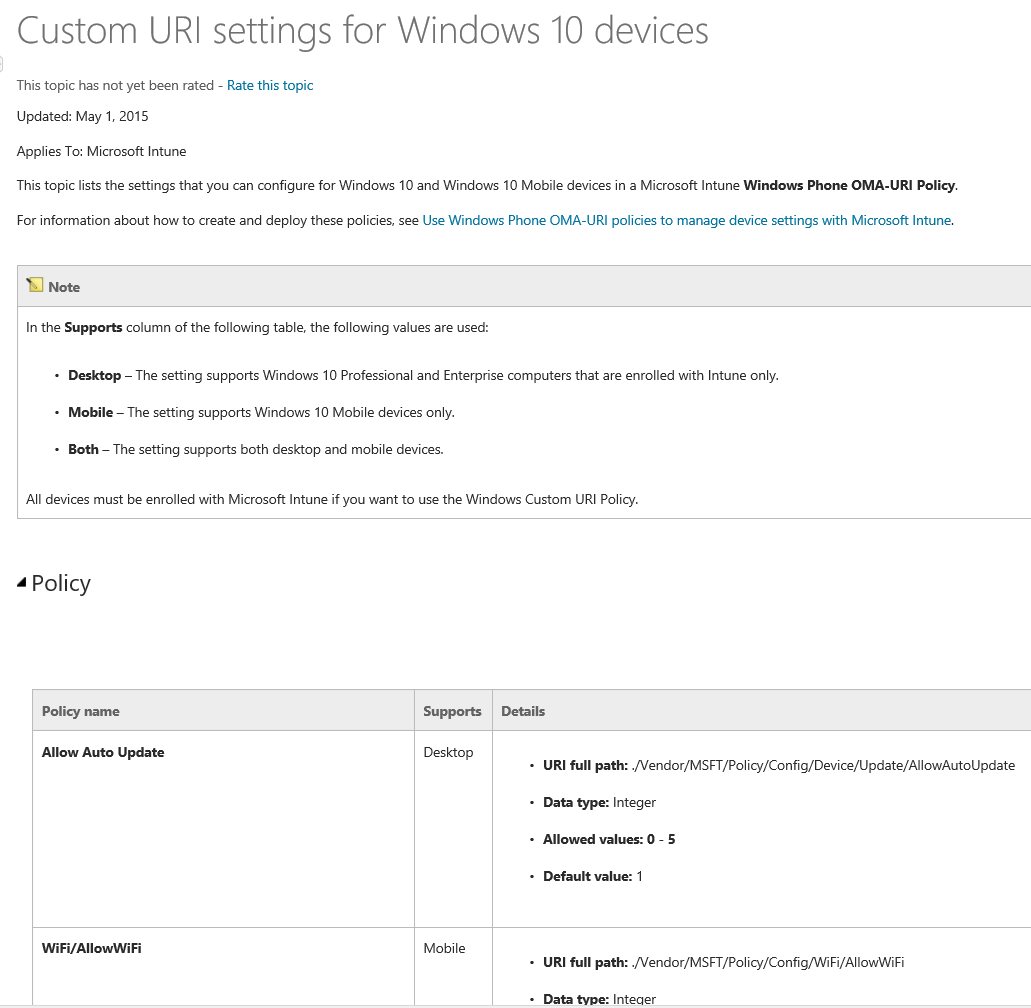 Custom URI settings for Windows 10 devices
This topic has not yet been rated - Rate this topic
Updated: May 1, 2015
Applies To: Microsoft Intune
This topic lists the settings that you can configure for Windows 10 and Windows 10 Mobile devices in a Microsoft Intune Windows Phone OMA-URI Policy.
For information about how to create and deploy these policies, see Use Windows Phone OMA-URI policies to manage device settings with Microsoft Intune.
Note
In the Supports column of the following table, the following values are used:
• Desktop – The setting supports Windows 10 Professional and Enterprise computers that are enrolled with Intune only.
• Mobile – The setting supports Windows 10 Mobile devices only.
• Both – The setting supports both desktop and mobile devices.
All devices must be enrolled with Microsoft Intune if you want to use the Windows Custom URI Policy.
Policy
Policy name Supports Details
Allow Auto Update Desktop
• URI full path: ./Vendor/MSFT/Policy/Config/Device/Update/AllowAutoUpdate
• Data type: Integer
• Allowed values: 0 - 5
• Default value: 1
WiFi/AllowWiFi Mobile
• URI full path: ./Vendor/MSFT/Policy/Config/WiFi/AllowWiFi
• Data type: Integer